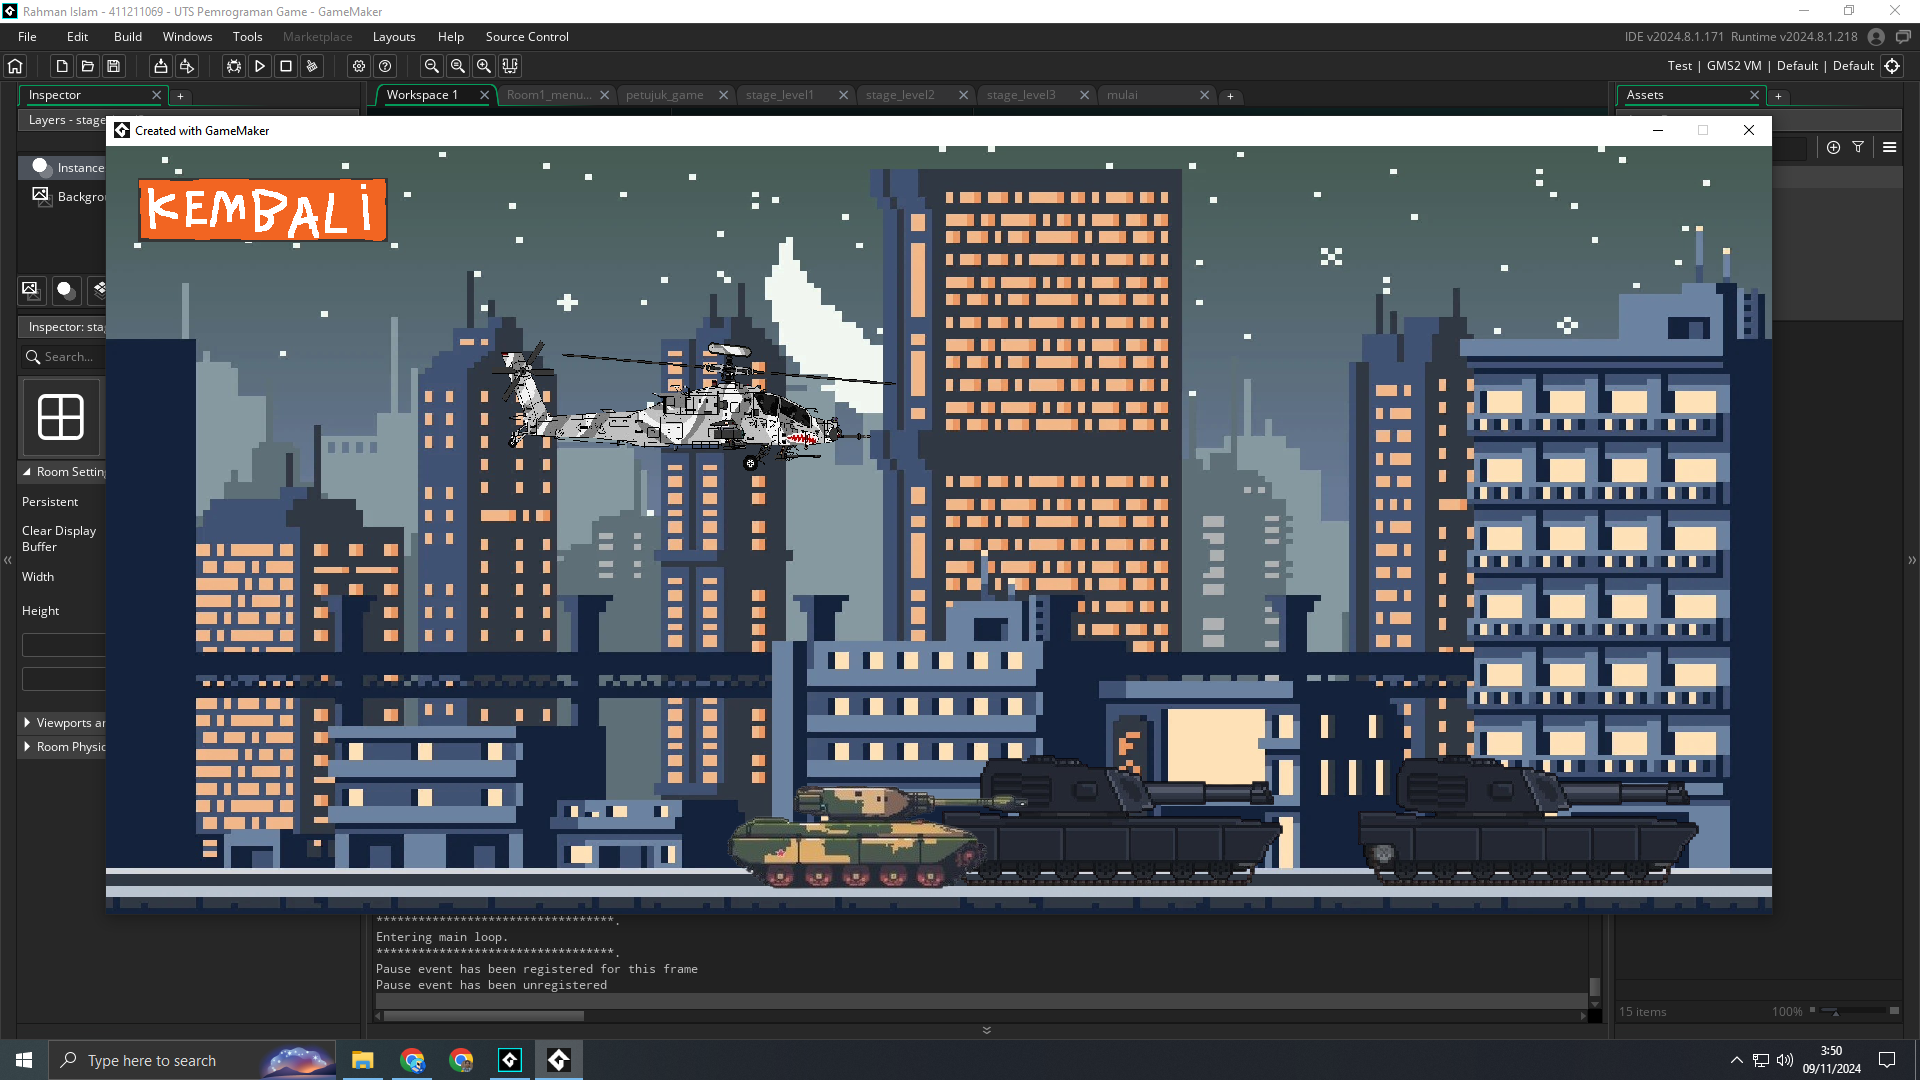 Rahman Islam - 411211069 - UTS Pemrograman Game - GameMaker
File Edit Build Windows Tools Marketplace Layouts Help Source Control
IDE v2024.8.1.171 Runtime v2024.8.1.218
Test | GMS2 VM | Default | Default
Inspector
Workspace 1
Room1_menu...
petujuk_game
stage_level1
stage_level2
stage_level3
mulai
Assets
Layers - stage
Created with GameMaker
Instance
KEMBALI
Backgrou
Inspector: sta
Search...
Room Setting
Persistent
Clear Display
Buffer
Width
Height
Viewports an
Room Physic
**********************************.
Entering main loop.
**********************************.
Pause event has been registered for this frame
Pause event has been unregistered
15 items
100%
Type here to search
3:50
09/11/2024